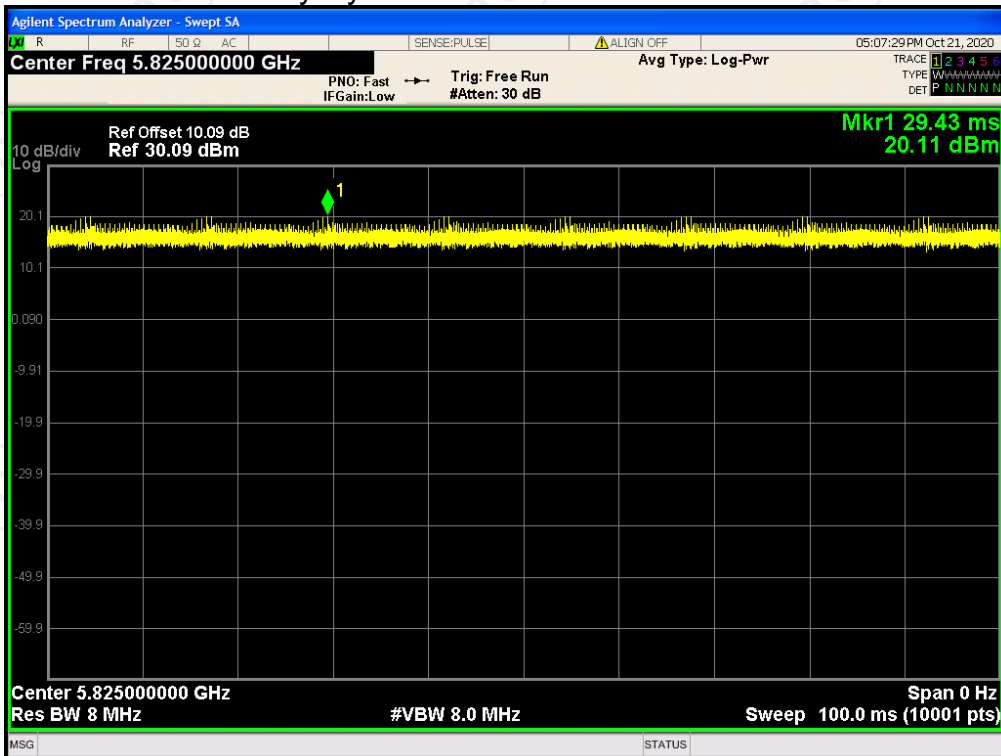 Agilent Spectrum Analyzer - Swept SA
LXI R RF 50 Ω AC SENSE:PULSE ALIGN OFF 05:07:29 PM Oct 21, 2020
Center Freq 5.825000000 GHz
Avg Type: Log-Pwr
TRACE 1 2 3 4 5 6
PNO: Fast Trig: Free Run
TYPE W
IFGain:Low #Atten: 30 dB
DET P N N N N N
Mkr1 29.43 ms
20.11 dBm
Ref Offset 10.09 dB
10 dB/div Ref 30.09 dBm
Log
1
20.1
10.1
0.090
-9.91
-19.9
-29.9
-39.9
-49.9
-59.9
Center 5.825000000 GHz Span 0 Hz
Res BW 8 MHz #VBW 8.0 MHz Sweep 100.0 ms (10001 pts)
MSG STATUS